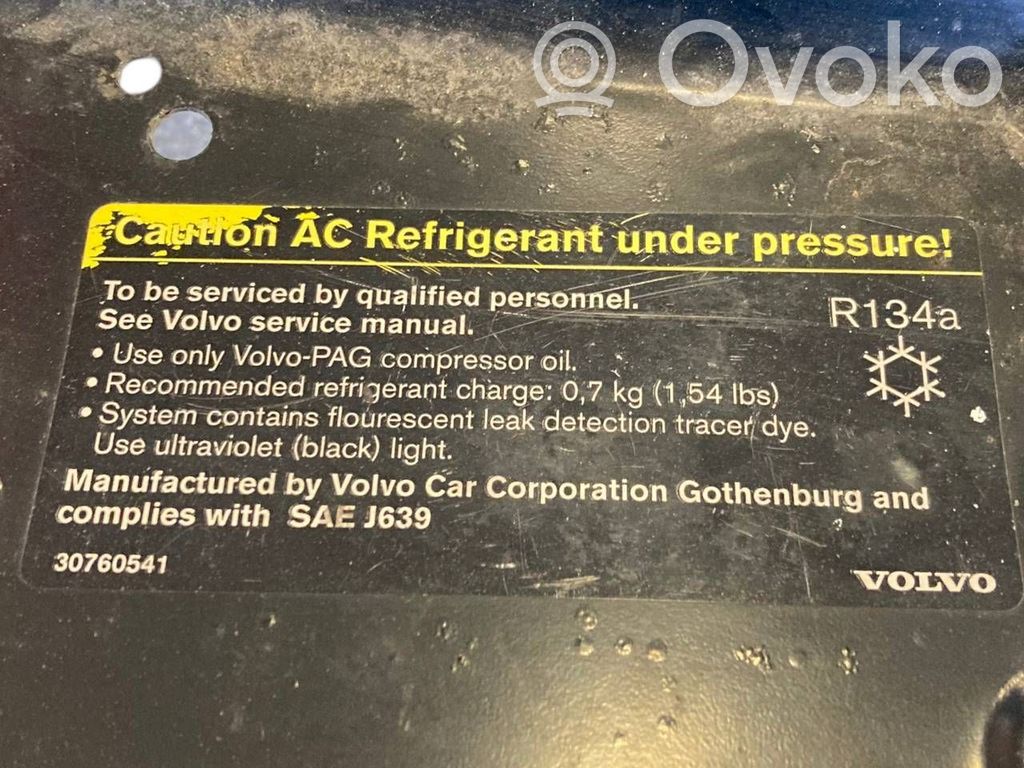 Ovoko
Caution AC Refrigerant under pressure!
To be serviced by qualified personnel.
See Volvo service manual.
R134a
• Use only Volvo-PAG compressor oil.
• Recommended refrigerant charge: 0,7 kg (1,54 lbs)
• System contains flourescent leak detection tracer dye.
Use ultraviolet (black) light.
Manufactured by Volvo Car Corporation Gothenburg and
complies with SAE J639
30760541
VOLVO